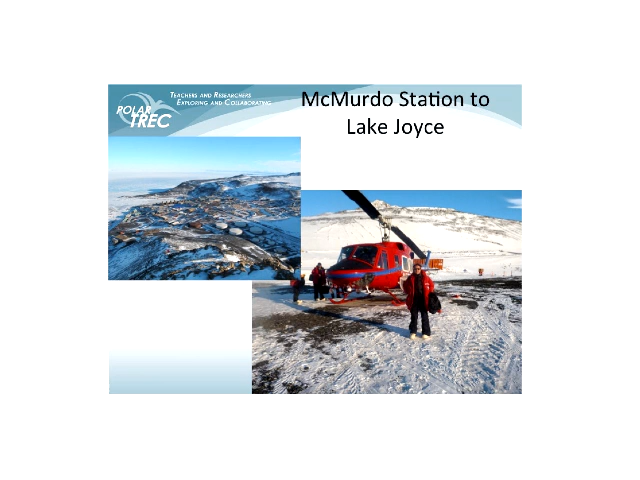 POLAR
TREC
TEACHERS AND RESEARCHERS
EXPLORING AND COLLABORATING
McMurdo Station to
Lake Joyce